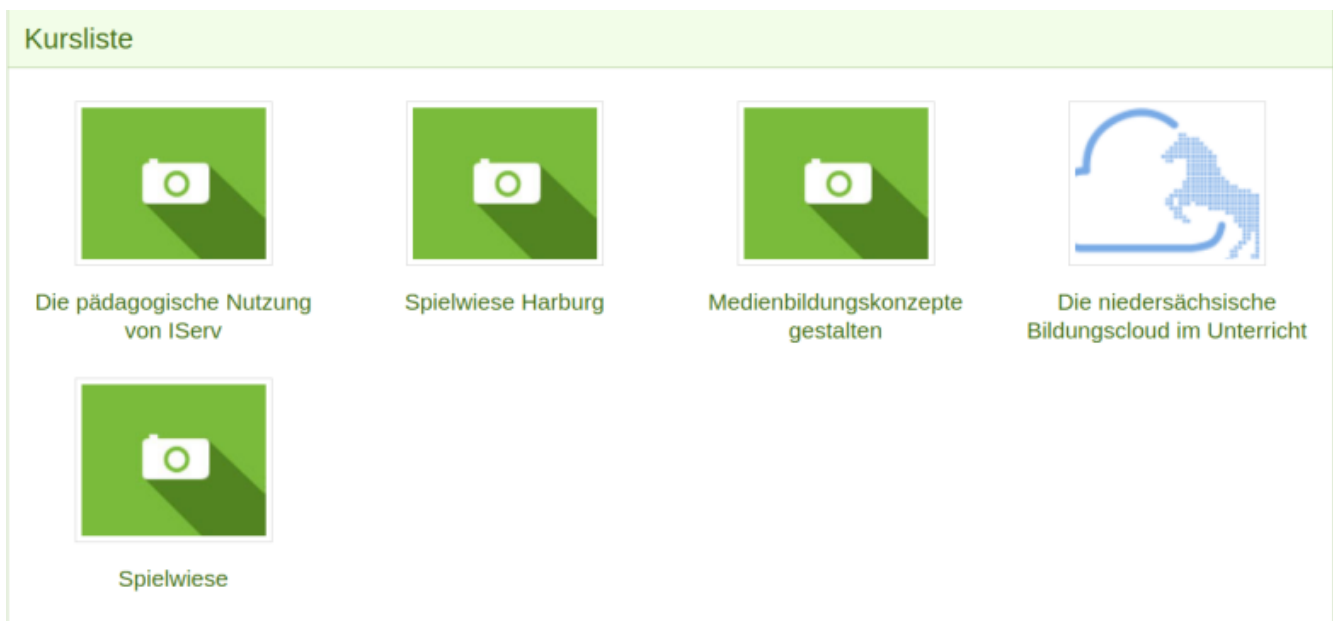 Kursliste
Die pädagogische Nutzung
von IServ
Spielwiese Harburg
Medienbildungskonzepte
gestalten
Die niedersächsische
Bildungscloud im Unterricht
Spielwiese